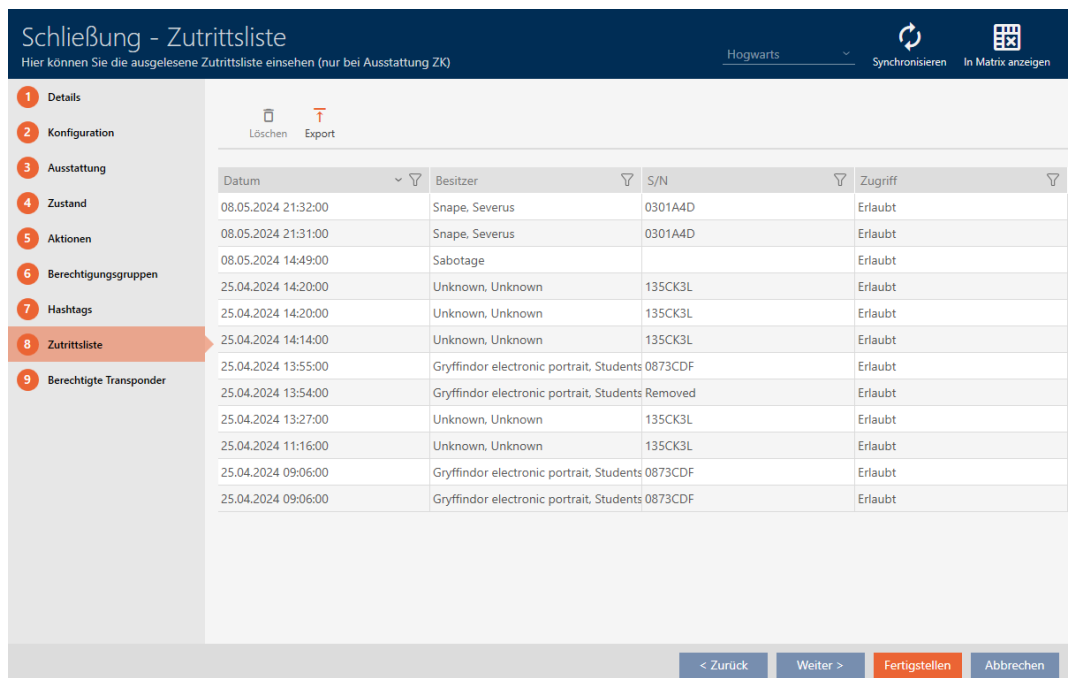 Schließung - Zutrittsliste
Hier können Sie die ausgelesene Zutrittsliste einsehen (nur bei Ausstattung ZK)
Hogwarts
Synchronisieren
In Matrix anzeigen
1 Details
2 Konfiguration
3 Ausstattung
4 Zustand
5 Aktionen
6 Berechtigungsgruppen
7 Hashtags
8 Zutrittsliste
9 Berechtigte Transponder
Löschen Export
Datum Besitzer S/N Zugriff
08.05.2024 21:32:00 Snape, Severus 0301A4D Erlaubt
08.05.2024 21:31:00 Snape, Severus 0301A4D Erlaubt
08.05.2024 14:49:00 Sabotage Erlaubt
25.04.2024 14:20:00 Unknown, Unknown 135CK3L Erlaubt
25.04.2024 14:20:00 Unknown, Unknown 135CK3L Erlaubt
25.04.2024 14:14:00 Unknown, Unknown 135CK3L Erlaubt
25.04.2024 13:55:00 Gryffindor electronic portrait, Students 0873CDF Erlaubt
25.04.2024 13:54:00 Gryffindor electronic portrait, Students Removed Erlaubt
25.04.2024 13:27:00 Unknown, Unknown 135CK3L Erlaubt
25.04.2024 11:16:00 Unknown, Unknown 135CK3L Erlaubt
25.04.2024 09:06:00 Gryffindor electronic portrait, Students 0873CDF Erlaubt
25.04.2024 09:06:00 Gryffindor electronic portrait, Students 0873CDF Erlaubt
< Zurück Weiter > Fertigstellen Abbrechen